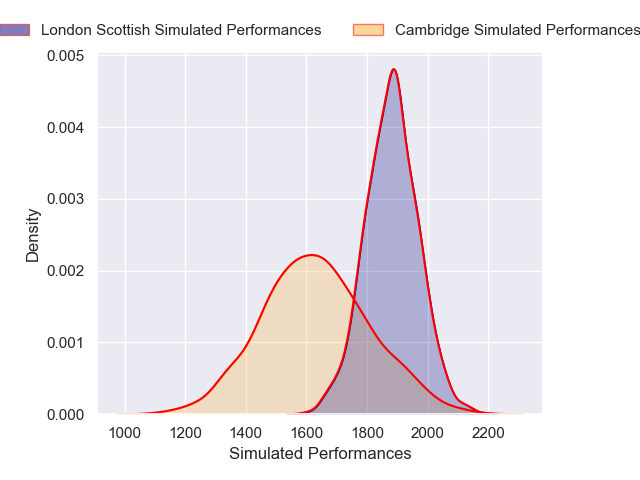 London Scottish Simulated Performances Cambridge Simulated Performances
0.005
0.004
0.003
0.002
0.001
0.000
Density
1000 1200 1400 1600 1800 2000 2200
Simulated Performances